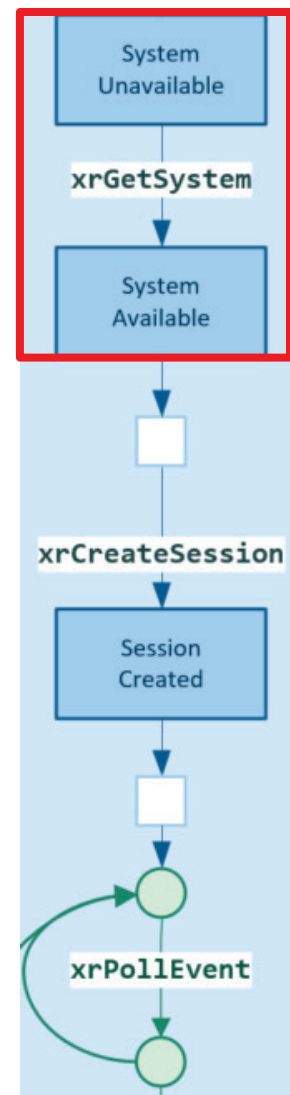 System
Unavailable
xrGetSystem
System
Available
xrCreateSession
Session
Created
xrPollEvent